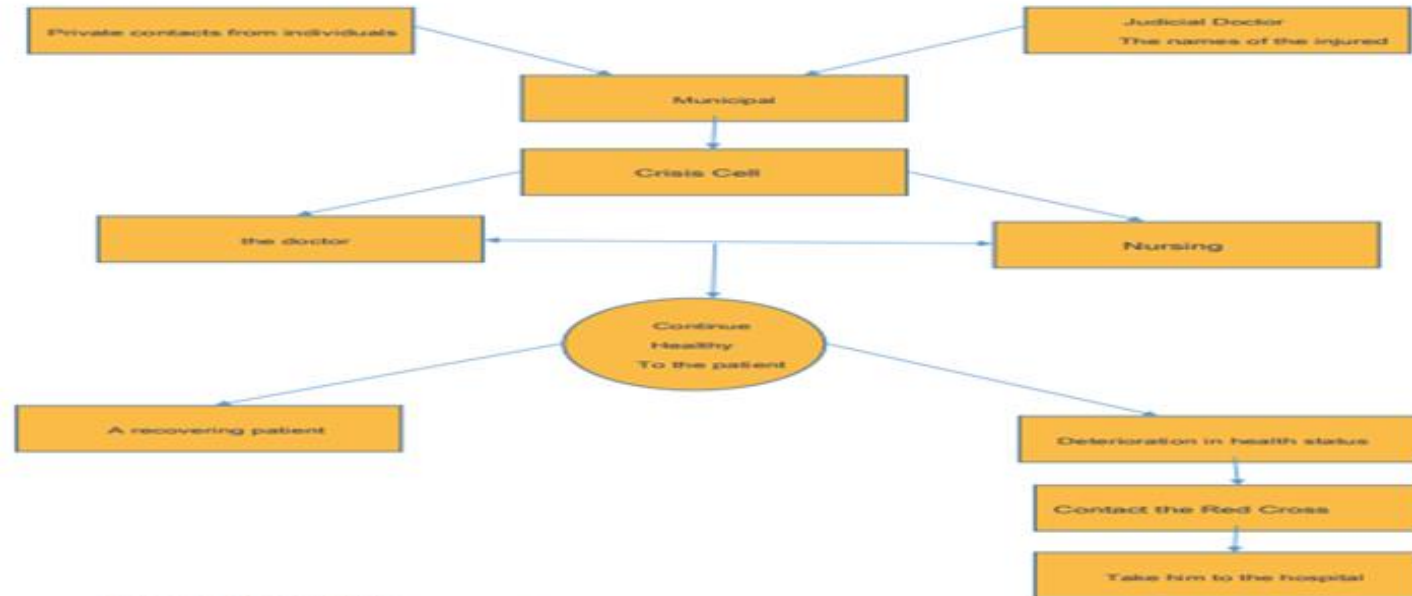 Private contacts from individuals
Judicial Doctor
The names of the injured
Municipal
Crisis Cell
the doctor
Nursing
Continue
Healthy
To the patient
A recovering patient
Deterioration in health status
Contact the Red Cross
Take him to the hospital